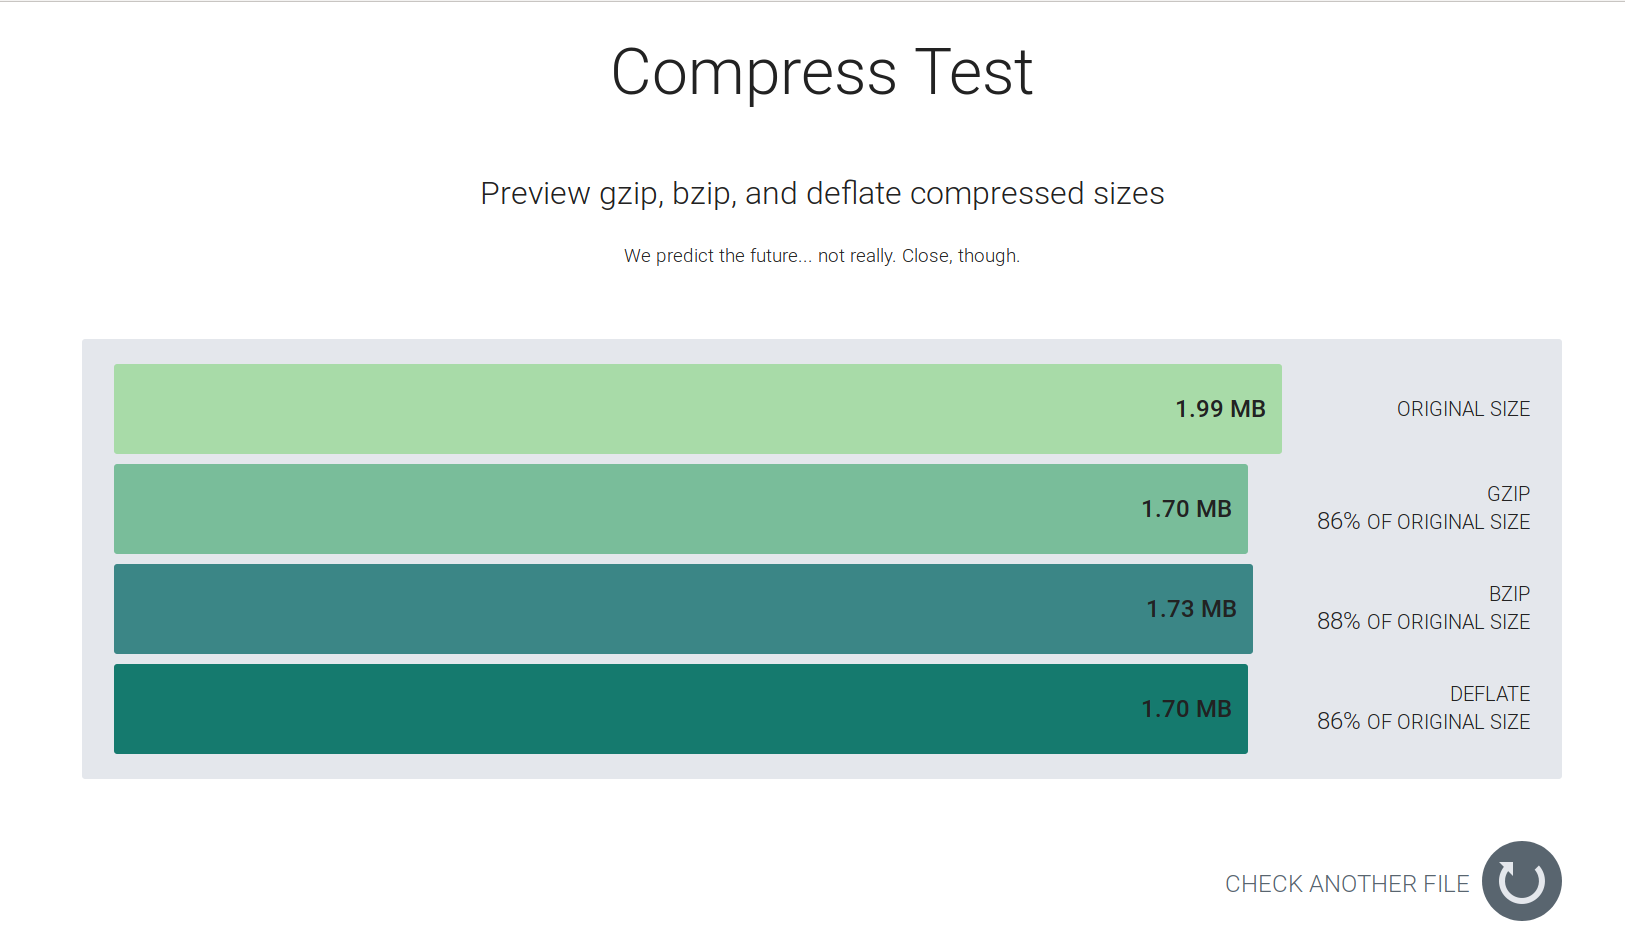 Compress Test
Preview gzip, bzip, and deflate compressed sizes
We predict the future... not really. Close, though.
1.99 MB
ORIGINAL SIZE
1.70 MB
GZIP
86% OF ORIGINAL SIZE
1.73 MB
BZIP
88% OF ORIGINAL SIZE
1.70 MB
DEFLATE
86% OF ORIGINAL SIZE
CHECK ANOTHER FILE